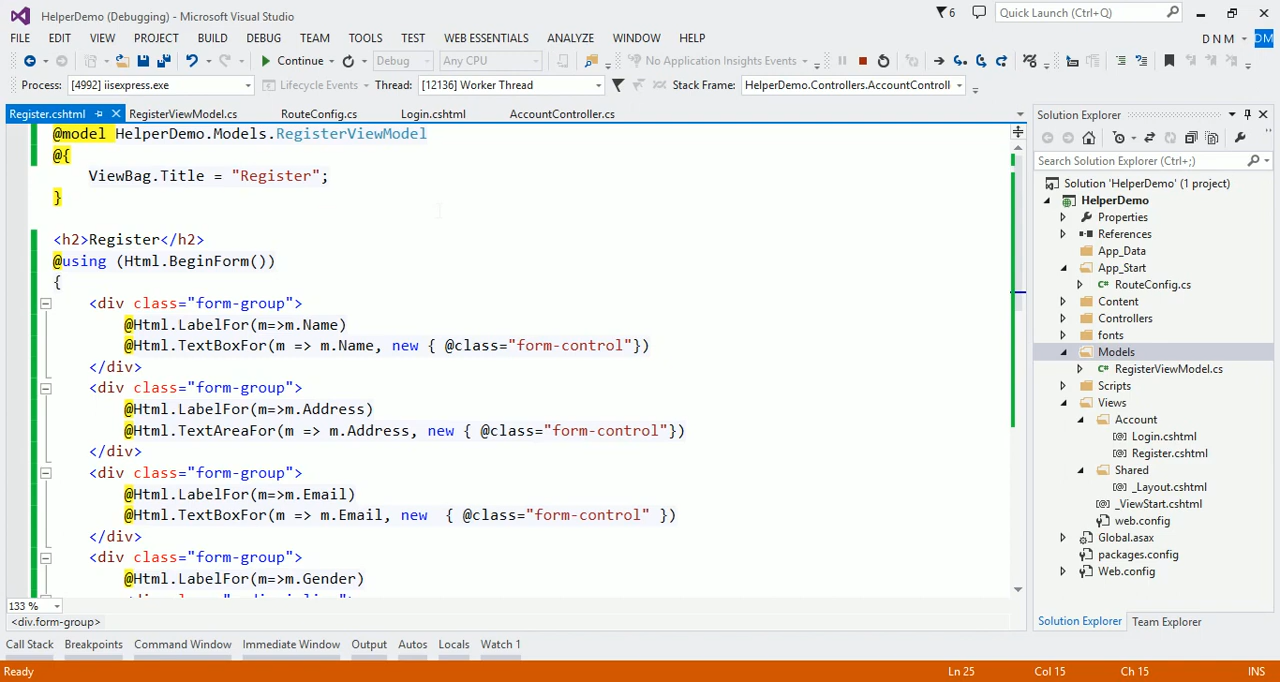 HelperDemo (Debugging) - Microsoft Visual Studio
6
Quick Launch (Ctrl+Q)
FILE EDIT VIEW PROJECT BUILD DEBUG TEAM TOOLS TEST WEB ESSENTIALS ANALYZE WINDOW HELP
D N M DM
Continue Debug Any CPU No Application Insights Events
Process: [4992] iisexpress.exe Lifecycle Events Thread: [12136] Worker Thread Stack Frame: HelperDemo.Controllers.AccountControll
Register.cshtml RegisterViewModel.cs RouteConfig.cs Login.cshtml AccountController.cs
@model HelperDemo.Models.RegisterViewModel
@{
ViewBag.Title = "Register";
}
<h2>Register</h2>
@using (Html.BeginForm())
{
<div class="form-group">
@Html.LabelFor(m=>m.Name)
@Html.TextBoxFor(m => m.Name, new { @class="form-control"})
</div>
<div class="form-group">
@Html.LabelFor(m=>m.Address)
@Html.TextAreaFor(m => m.Address, new { @class="form-control"})
</div>
<div class="form-group">
@Html.LabelFor(m=>m.Email)
@Html.TextBoxFor(m => m.Email, new  { @class="form-control" })
</div>
<div class="form-group">
@Html.LabelFor(m=>m.Gender)
133 %
<div.form-group>
Solution Explorer
Search Solution Explorer (Ctrl+;)
Solution 'HelperDemo' (1 project)
HelperDemo
Properties
References
App_Data
App_Start
RouteConfig.cs
Content
Controllers
fonts
Models
RegisterViewModel.cs
Scripts
Views
Account
Login.cshtml
Register.cshtml
Shared
_Layout.cshtml
_ViewStart.cshtml
web.config
Global.asax
packages.config
Web.config
Solution Explorer Team Explorer
Call Stack Breakpoints Command Window Immediate Window Output Autos Locals Watch 1
Ready Ln 25 Col 15 Ch 15 INS